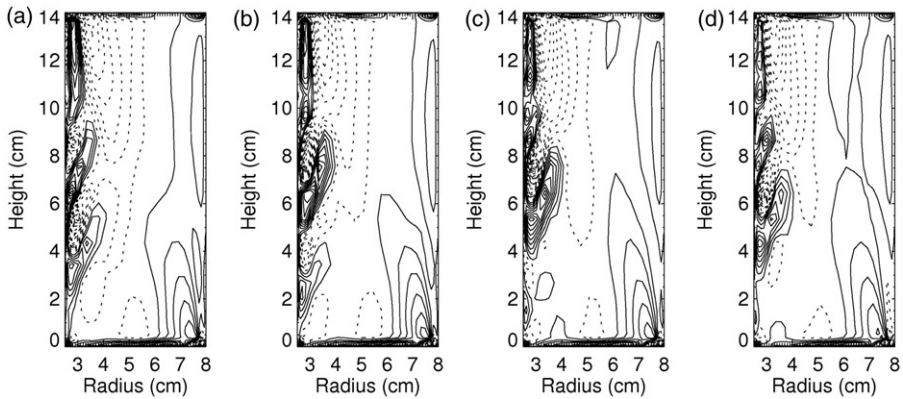 (a) (b) (c) (d)
14 14 14 14
12 12 12 12
10 10 10 10
8 8 8 8
6 6 6 6
4 4 4 4
2 2 2 2
0 0 0 0
Height (cm) Height (cm) Height (cm) Height (cm)
3 4 5 6 7 8 3 4 5 6 7 8 3 4 5 6 7 8 3 4 5 6 7 8
Radius (cm) Radius (cm) Radius (cm) Radius (cm)